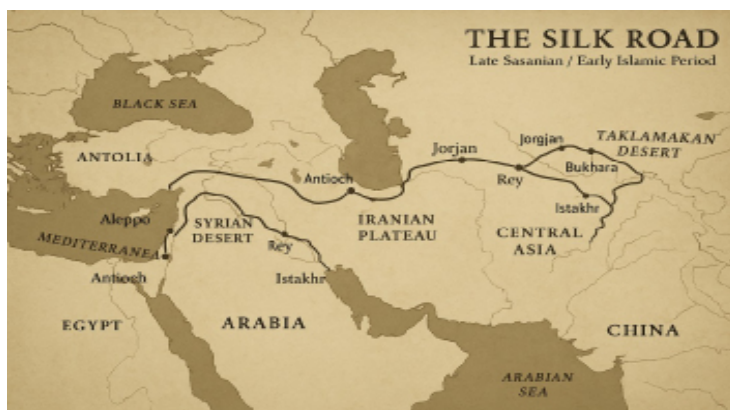 THE SILK ROAD
Late Sasanian / Early Islamic Period
BLACK SEA
ANTOLIA
Jorjan
Jorgjan
TAKLAMAKAN
DESERT
Bukhara
Rey
Antioch
Istakhr
IRANIAN
PLATEAU
CENTRAL
ASIA
Aleppo
SYRIAN
DESERT
MEDITERRANEA
Rey
Antioch
Istakhr
EGYPT
ARABIA
CHINA
ARABIAN
SEA